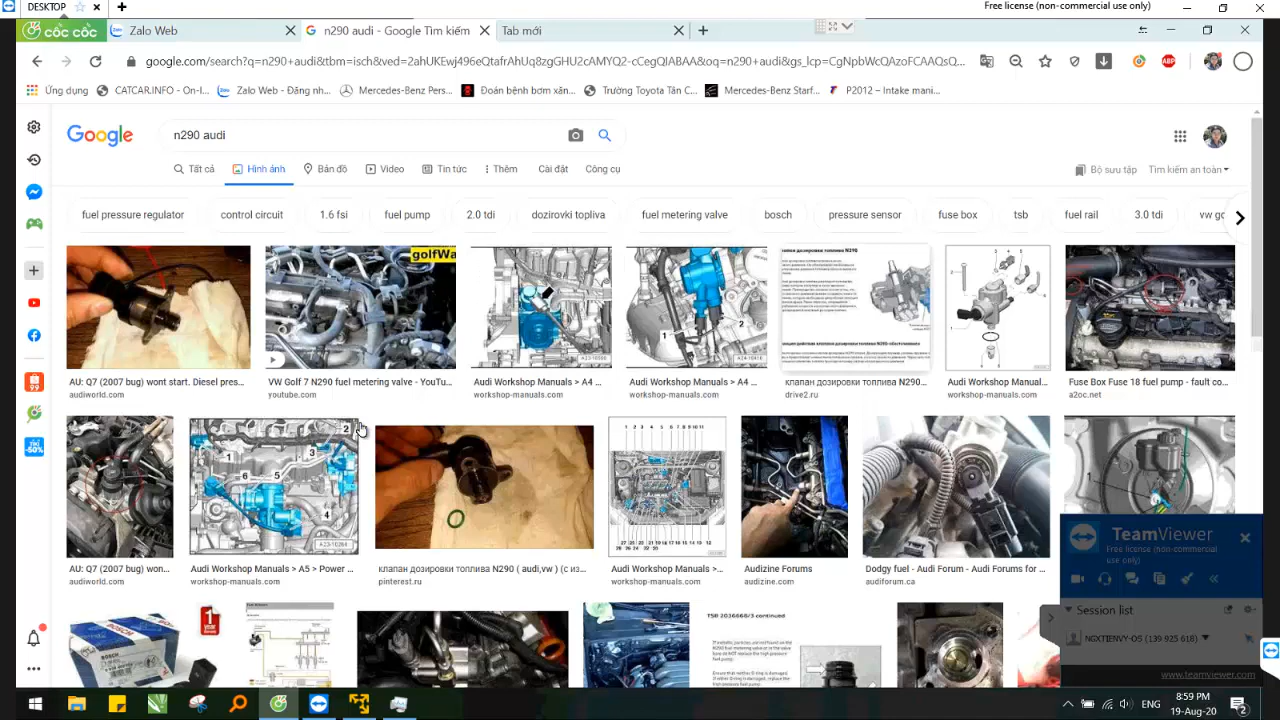 DESKTOP
Free license (non-commercial use only)
CỐC CỐC
Zalo Web
n290 audi - Google Tìm kiếm
Tab mới
google.com/search?q=n290+audi&tbm=isch&ved=2ahUKEwj496eQtafrAhUq8zgGHU2cAMYQ2-cCegQIABAA&oq=n290+audi&gs_lcp=CgNpbWcQAzoFCAAQsQ...
Ứng dụng
CATCAR.INFO - On-l...
Zalo Web - Đăng nh...
Mercedes-Benz Pers...
Đoán bệnh bơm xăn...
Trường Toyota Tân C...
Mercedes-Benz Starf...
P2012 – Intake mani...
Google
n290 audi
Tất cả
Hình ảnh
Bản đồ
Video
Tin tức
Thêm
Cài đặt
Công cụ
Bộ sưu tập
Tìm kiếm an toàn
fuel pressure regulator
control circuit
1.6 fsi
fuel pump
2.0 tdi
dozirovki topliva
fuel metering valve
bosch
pressure sensor
fuse box
tsb
fuel rail
3.0 tdi
vw go
golfWa
AU: Q7 (2007 bug) wont start. Diesel pres...
audiworld.com
VW Golf 7 N290 fuel metering valve - YouTu...
youtube.com
Audi Workshop Manuals > A4 ...
workshop-manuals.com
Audi Workshop Manuals > A4 ...
workshop-manuals.com
клапан дозировки топлива N290...
drive2.ru
Audi Workshop Manual...
workshop-manuals.com
Fuse Box Fuse 18 fuel pump - fault co...
a2oc.net
AU: Q7 (2007 bug) won...
audiworld.com
Audi Workshop Manuals > A5 > Power ...
workshop-manuals.com
клапан дозировки топлива N290 ( audi,vw ) (с из...
pinterest.ru
Audi Workshop Manuals >...
workshop-manuals.com
Audizine Forums
audizine.com
Dodgy fuel - Audi Forum - Audi Forums for ...
audiforum.ca
TeamViewer
Free license (non-commercial
use only)
Session list
www.teamviewer.com
BOSCH
TSB 2036668/3 continued
ENG
8:59 PM
19-Aug-20
2